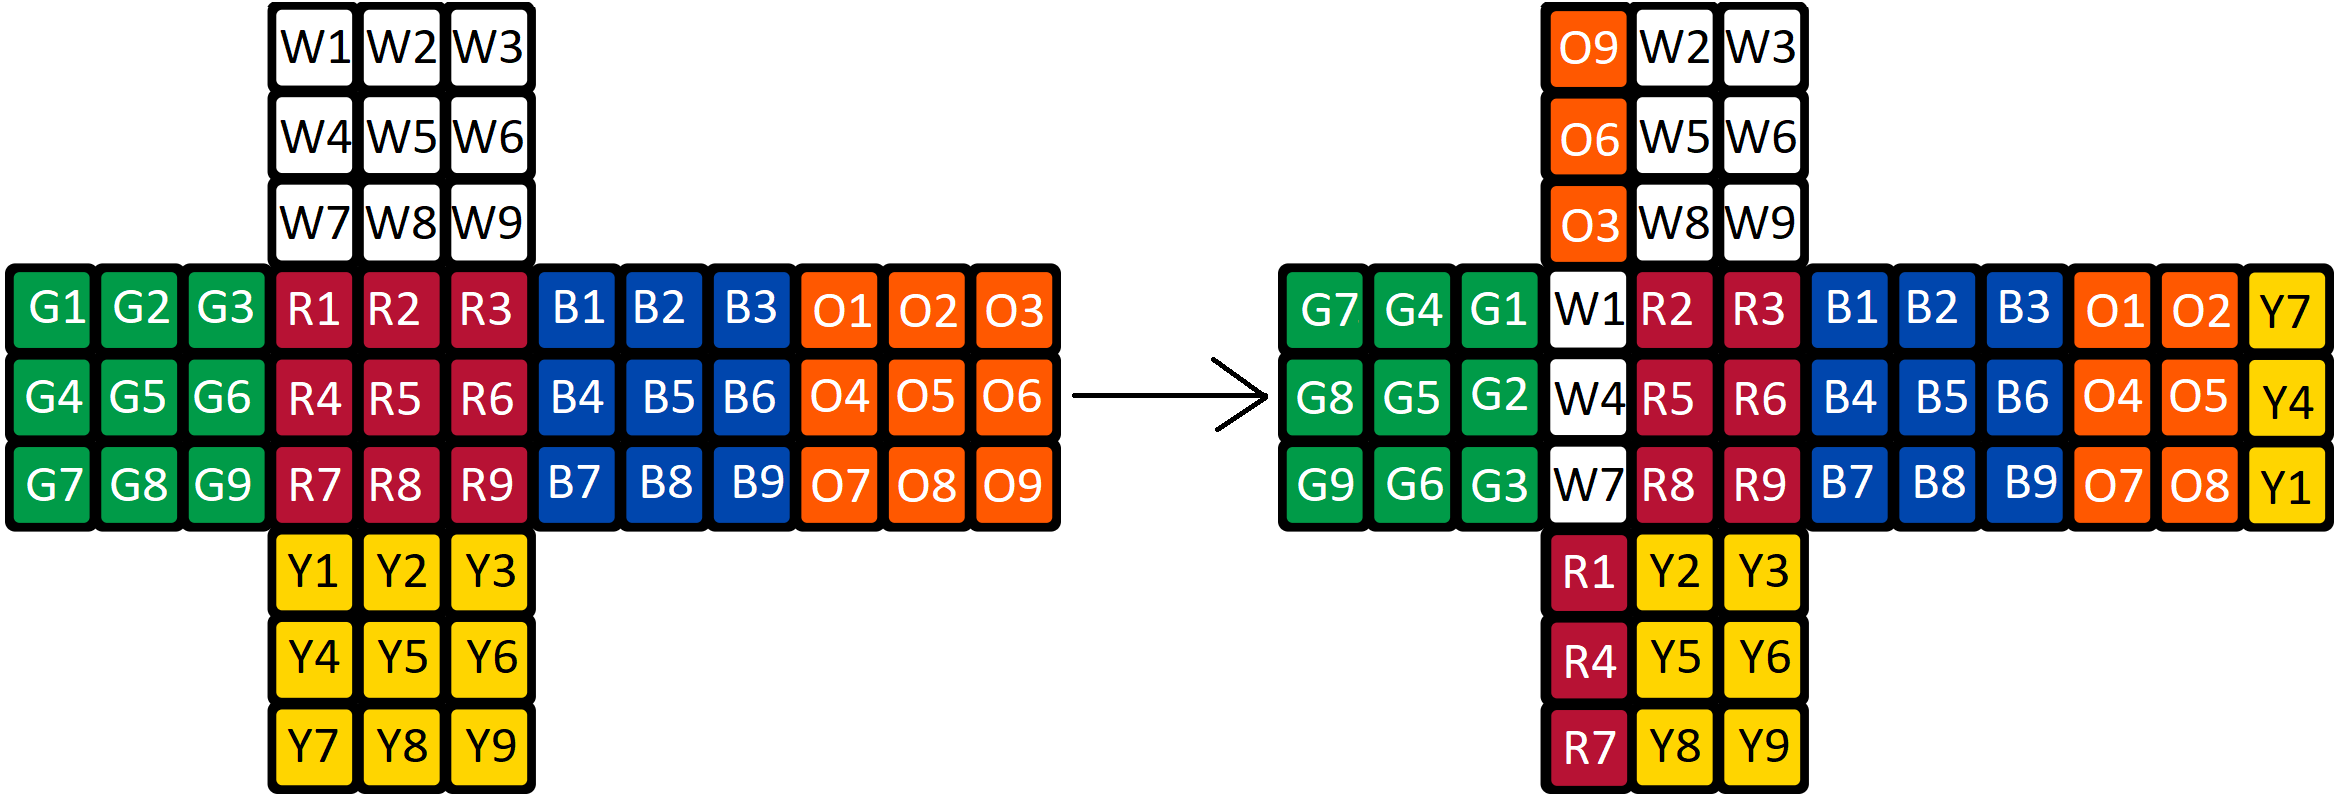 W1 W2 W3 O9 W2 W3
W4 W5 W6 O6 W5 W6
W7 W8 W9 O3 W8 W9
G1 G2 G3 R1 R2 R3 B1 B2 B3 O1 O2 O3 G7 G4 G1 W1 R2 R3 B1 B2 B3 O1 O2 Y7
G4 G5 G6 R4 R5 R6 B4 B5 B6 O4 O5 O6 G8 G5 G2 W4 R5 R6 B4 B5 B6 O4 O5 Y4
G7 G8 G9 R7 R8 R9 B7 B8 B9 O7 O8 O9 G9 G6 G3 W7 R8 R9 B7 B8 B9 O7 O8 Y1
Y1 Y2 Y3 R1 Y2 Y3
Y4 Y5 Y6 R4 Y5 Y6
Y7 Y8 Y9 R7 Y8 Y9